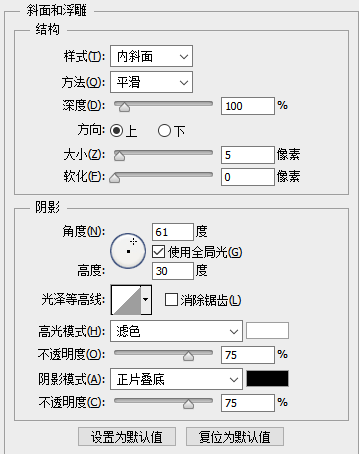 斜面和浮雕
结构
样式(T): 内斜面
方法(Q): 平滑
深度(D): 100 %
方向: 上 下
大小(Z): 5 像素
软化(F): 0 像素
阴影
角度(N): 61 度
使用全局光(G)
高度: 30 度
光泽等高线: 消除锯齿(L)
高光模式(H): 滤色
不透明度(O): 75 %
阴影模式(A): 正片叠底
不透明度(C): 75 %
设置为默认值 复位为默认值